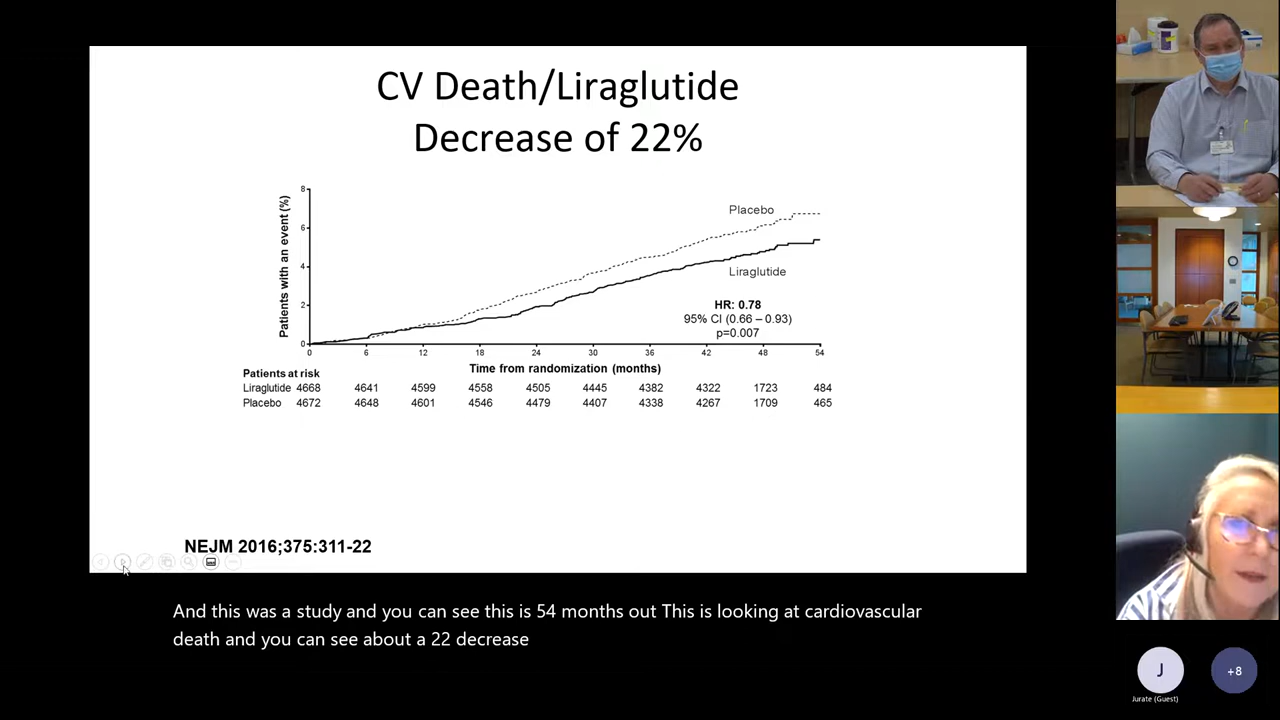 CV Death/Liraglutide
Decrease of 22%
Patients with an event (%)
8
6
4
2
0
Placebo
Liraglutide
HR: 0.78
95% CI (0.66 – 0.93)
p=0.007
0 6 12 18 24 30 36 42 48 54
Time from randomization (months)
Patients at risk
Liraglutide 4668 4641 4599 4558 4505 4445 4382 4322 1723 484
Placebo 4672 4648 4601 4546 4479 4407 4338 4267 1709 465
NEJM 2016;375:311-22
And this was a study and you can see this is 54 months out This is looking at cardiovascular
death and you can see about a 22 decrease
J
+8
Jurate (Guest)